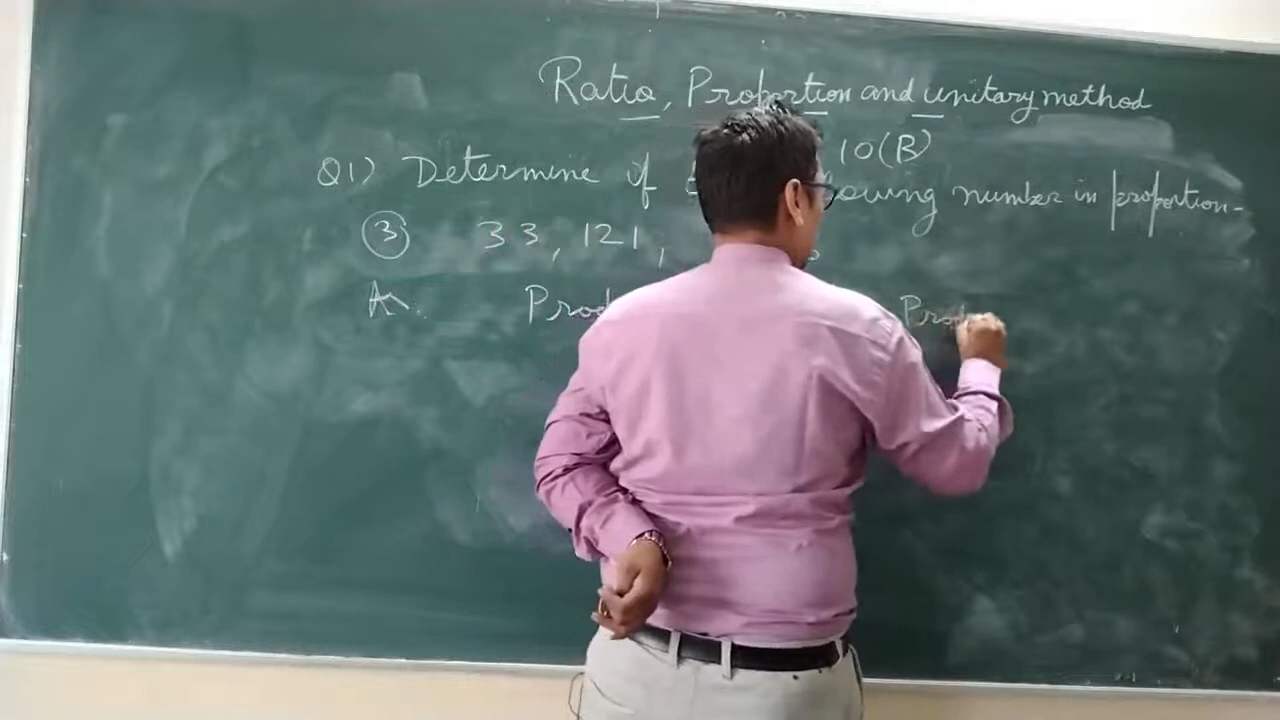 Ratio, Proportion and unitary method
10(B)
Q1) Determine if owing number in proportion-
③ 33, 121,
A. Prod Prod